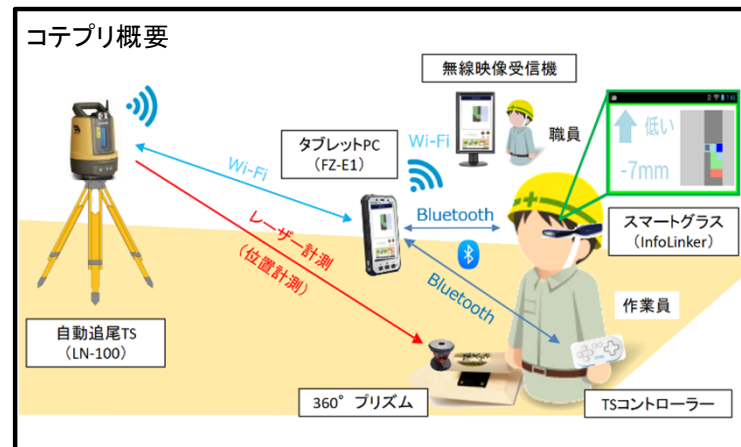 コテプリ概要
無線映像受信機
職員
タブレットPC
(FZ-E1)
Wi-Fi
Wi-Fi
低い
-7mm
Bluetooth
スマートグラス
(InfoLinker)
レーザー計測
(位置計測)
Bluetooth
作業員
自動追尾TS
(LN-100)
360° プリズム
TSコントローラー